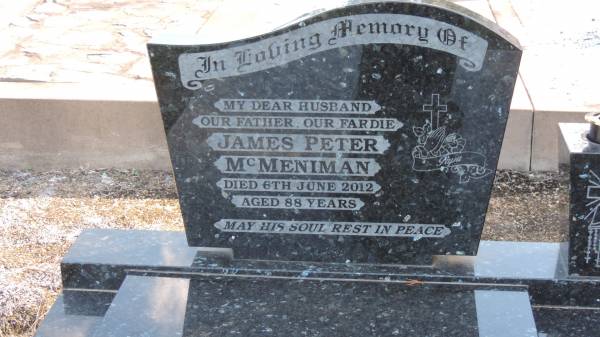 In Loving Memory Of
MY DEAR HUSBAND
OUR FATHER, OUR FARDIE
JAMES PETER
McMENIMAN
DIED 6TH JUNE 2012
AGED 88 YEARS
MAY HIS SOUL REST IN PEACE